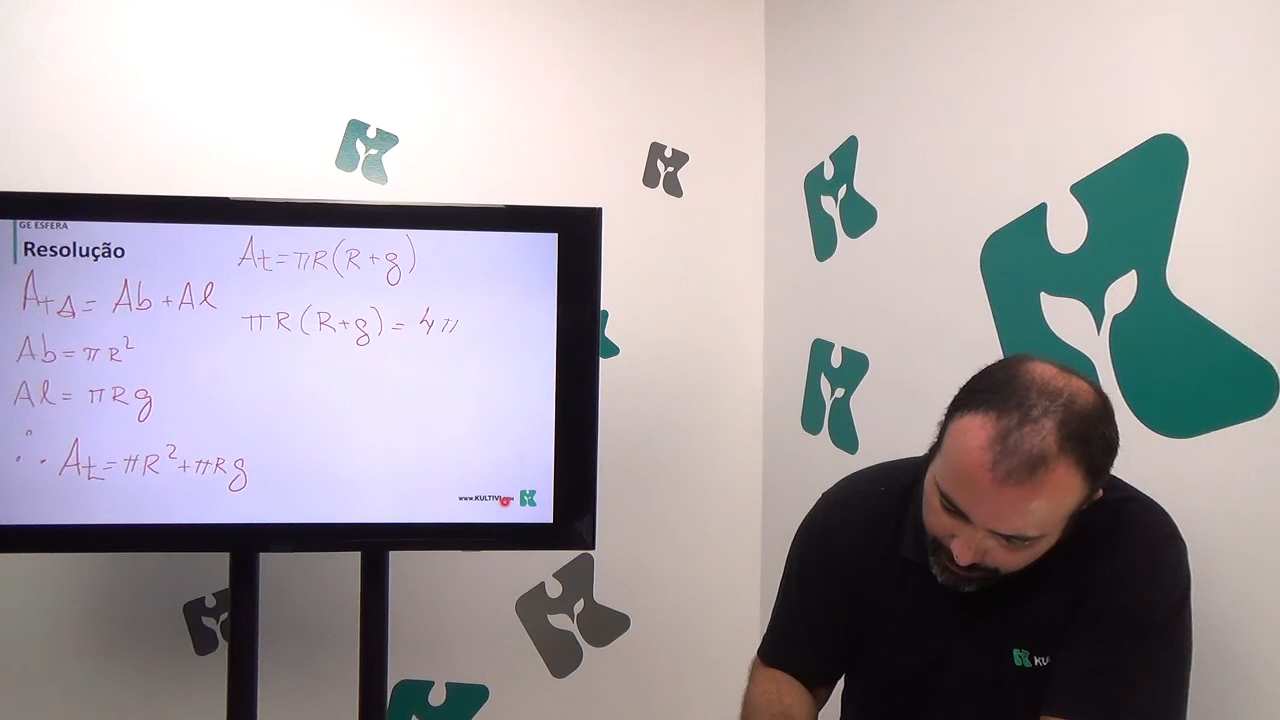 GE ESFERA
Resolução
At△ = Ab + Al
Ab = πR²
Al = πRg
∴ At = πR² + πRg
At = πR(R+g)
πR(R+g) = 4π
www.KULTIVI.com
KU